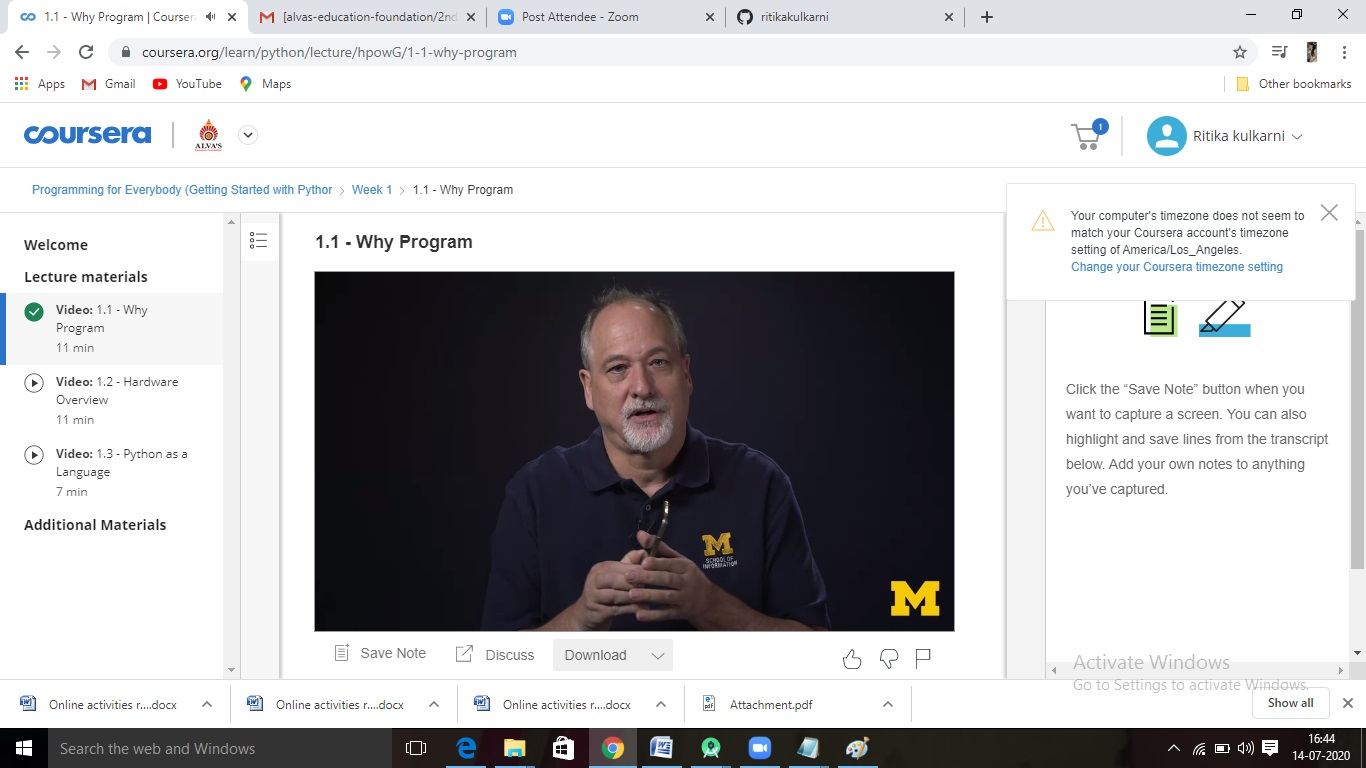 1.1 - Why Program | Coursera
[alvas-education-foundation/2nd
Post Attendee - Zoom
ritikakulkarni
coursera.org/learn/python/lecture/hpowG/1-1-why-program
Apps
Gmail
YouTube
Maps
Other bookmarks
coursera
ALVA'S
1
Ritika kulkarni
Programming for Everybody (Getting Started with Python
Week 1
1.1 - Why Program
Your computer's timezone does not seem to
match your Coursera account's timezone
setting of America/Los_Angeles.
Change your Coursera timezone setting
Welcome
Lecture materials
Video: 1.1 - Why
Program
11 min
Video: 1.2 - Hardware
Overview
11 min
Video: 1.3 - Python as a
Language
7 min
Additional Materials
1.1 - Why Program
M
SCHOOL OF
INFORMATION
M
Save Note
Discuss
Download
Click the “Save Note” button when you
want to capture a screen. You can also
highlight and save lines from the transcript
below. Add your own notes to anything
you’ve captured.
Activate Windows
Go to Settings to activate Windows.
Online activities r....docx
Online activities r....docx
Online activities r....docx
Attachment.pdf
Show all
Search the web and Windows
16:44
14-07-2020